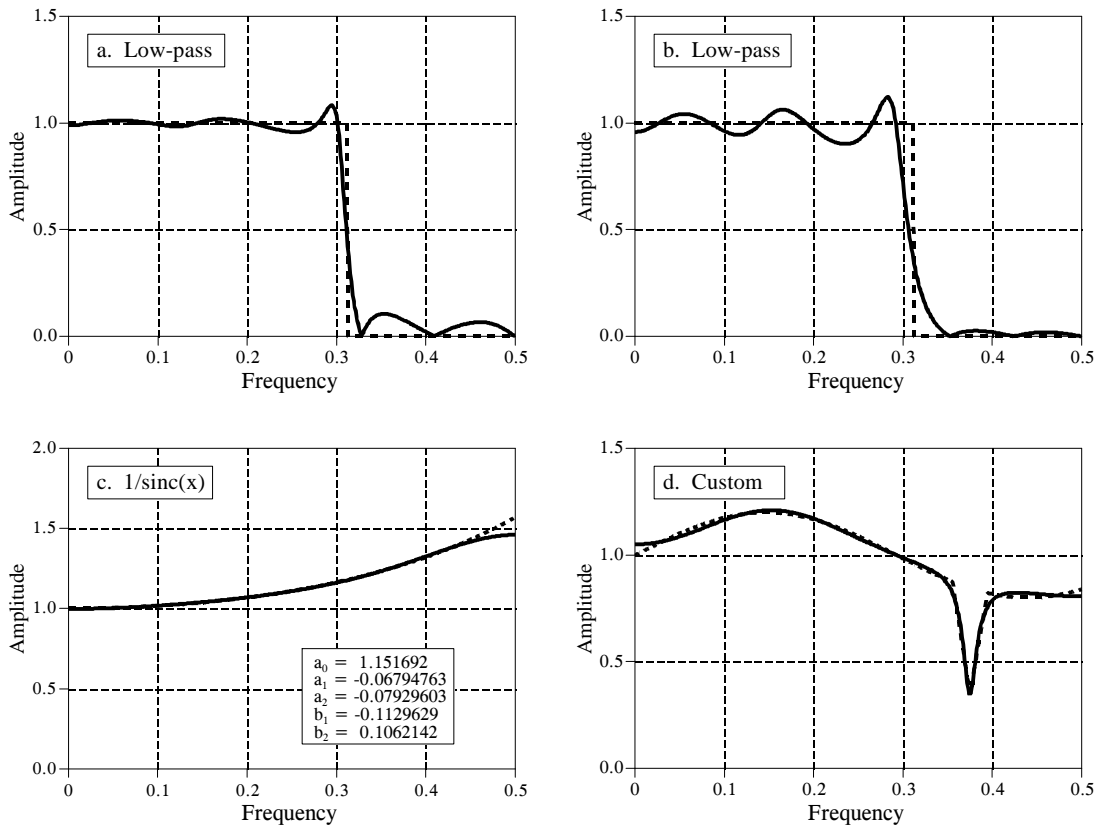 a. Low-pass
Amplitude
1.5
1.0
0.5
0.0
0 0.1 0.2 0.3 0.4 0.5
Frequency
b. Low-pass
Amplitude
1.5
1.0
0.5
0.0
0 0.1 0.2 0.3 0.4 0.5
Frequency
c. 1/sinc(x)
Amplitude
2.0
1.5
1.0
0.5
0.0
a₀ = 1.151692
a₁ = -0.06794763
a₂ = -0.07929603
b₁ = -0.1129629
b₂ = 0.1062142
0 0.1 0.2 0.3 0.4 0.5
Frequency
d. Custom
Amplitude
1.5
1.0
0.5
0.0
0 0.1 0.2 0.3 0.4 0.5
Frequency